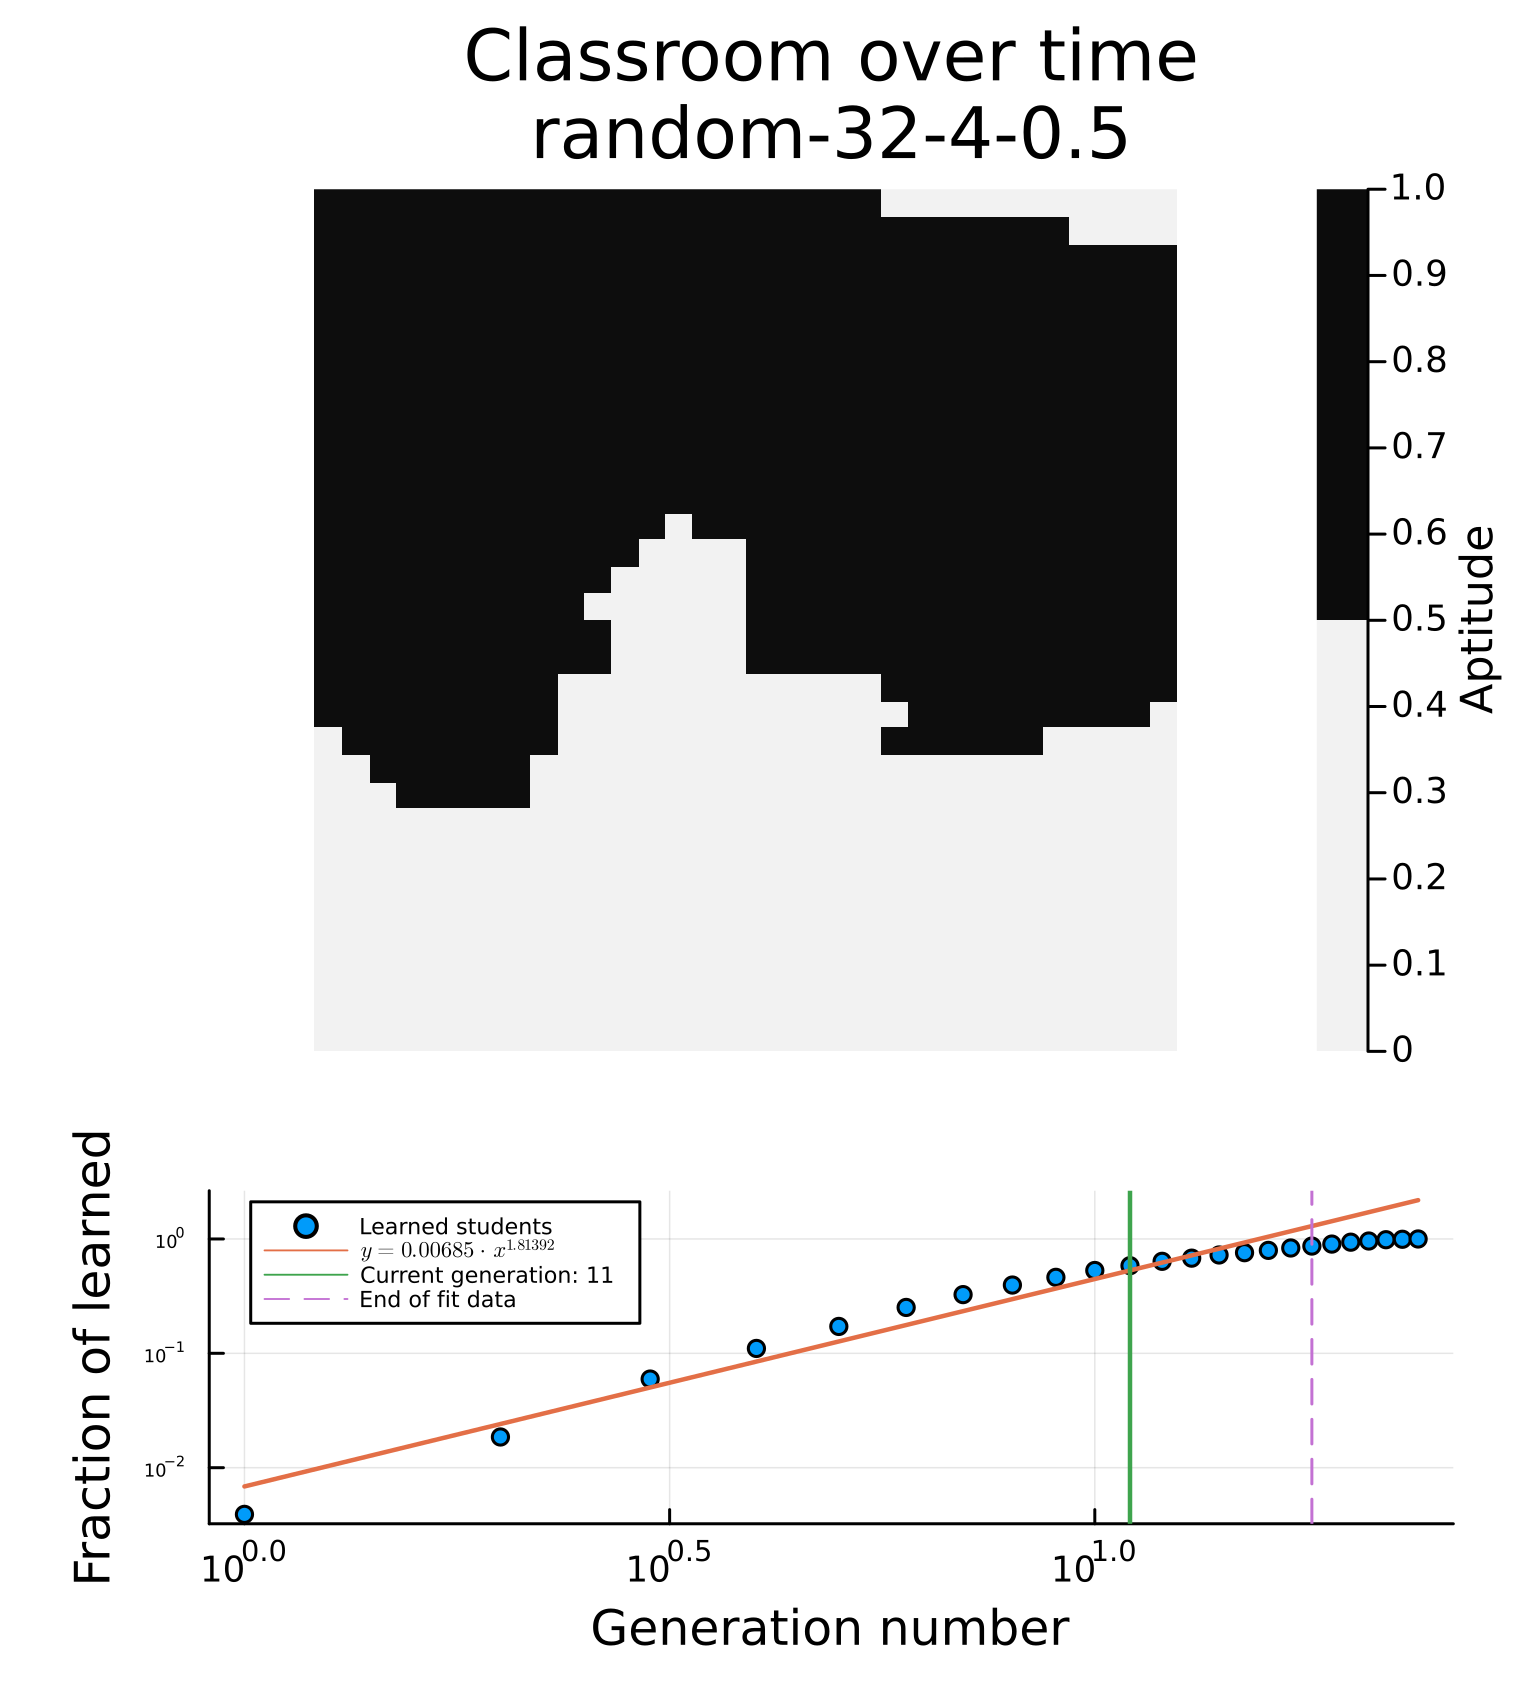 Classroom over time
random-32-4-0.5
1.0
0.9
0.8
0.7
0.6
0.5
0.4
0.3
0.2
0.1
0
Aptitude
Fraction of learned
10⁰
10⁻¹
10⁻²
Learned students
y = 0.00685 · x^1.81392
Current generation: 11
End of fit data
10^0.0
10^0.5
10^1.0
Generation number